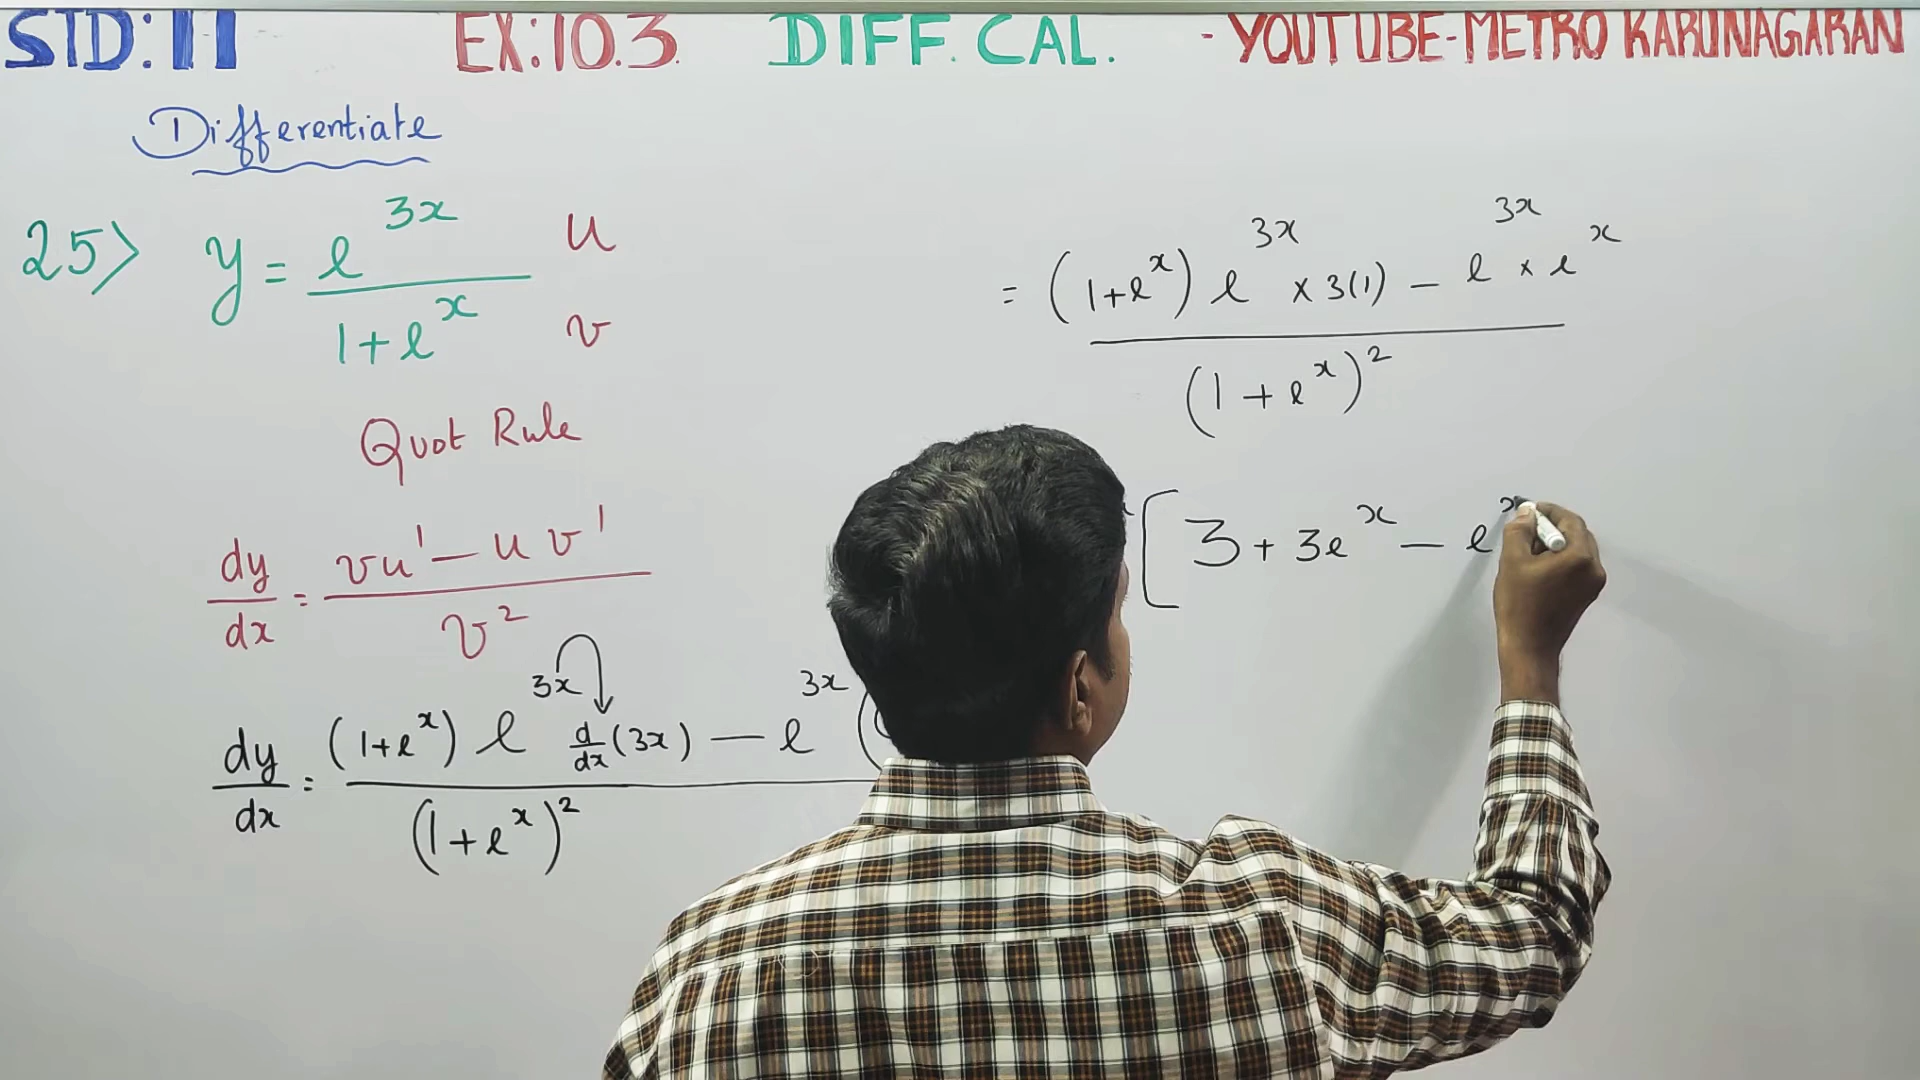 STD: 11 EX: 10.3. DIFF. CAL. - YOUTUBE-METRO KARUNAGARAN
Differentiate
25> y = e^3x / 1+e^x u v
Quot Rule
dy/dx = vu' - u v' / v²
dy/dx = (1+e^x) e^3x d/dx (3x) - e^3x ( / (1+e^x)²
= (1+e^x) e^3x × 3(1) - e^3x × e^x / (1+e^x)²
[ 3 + 3e^x - e^x